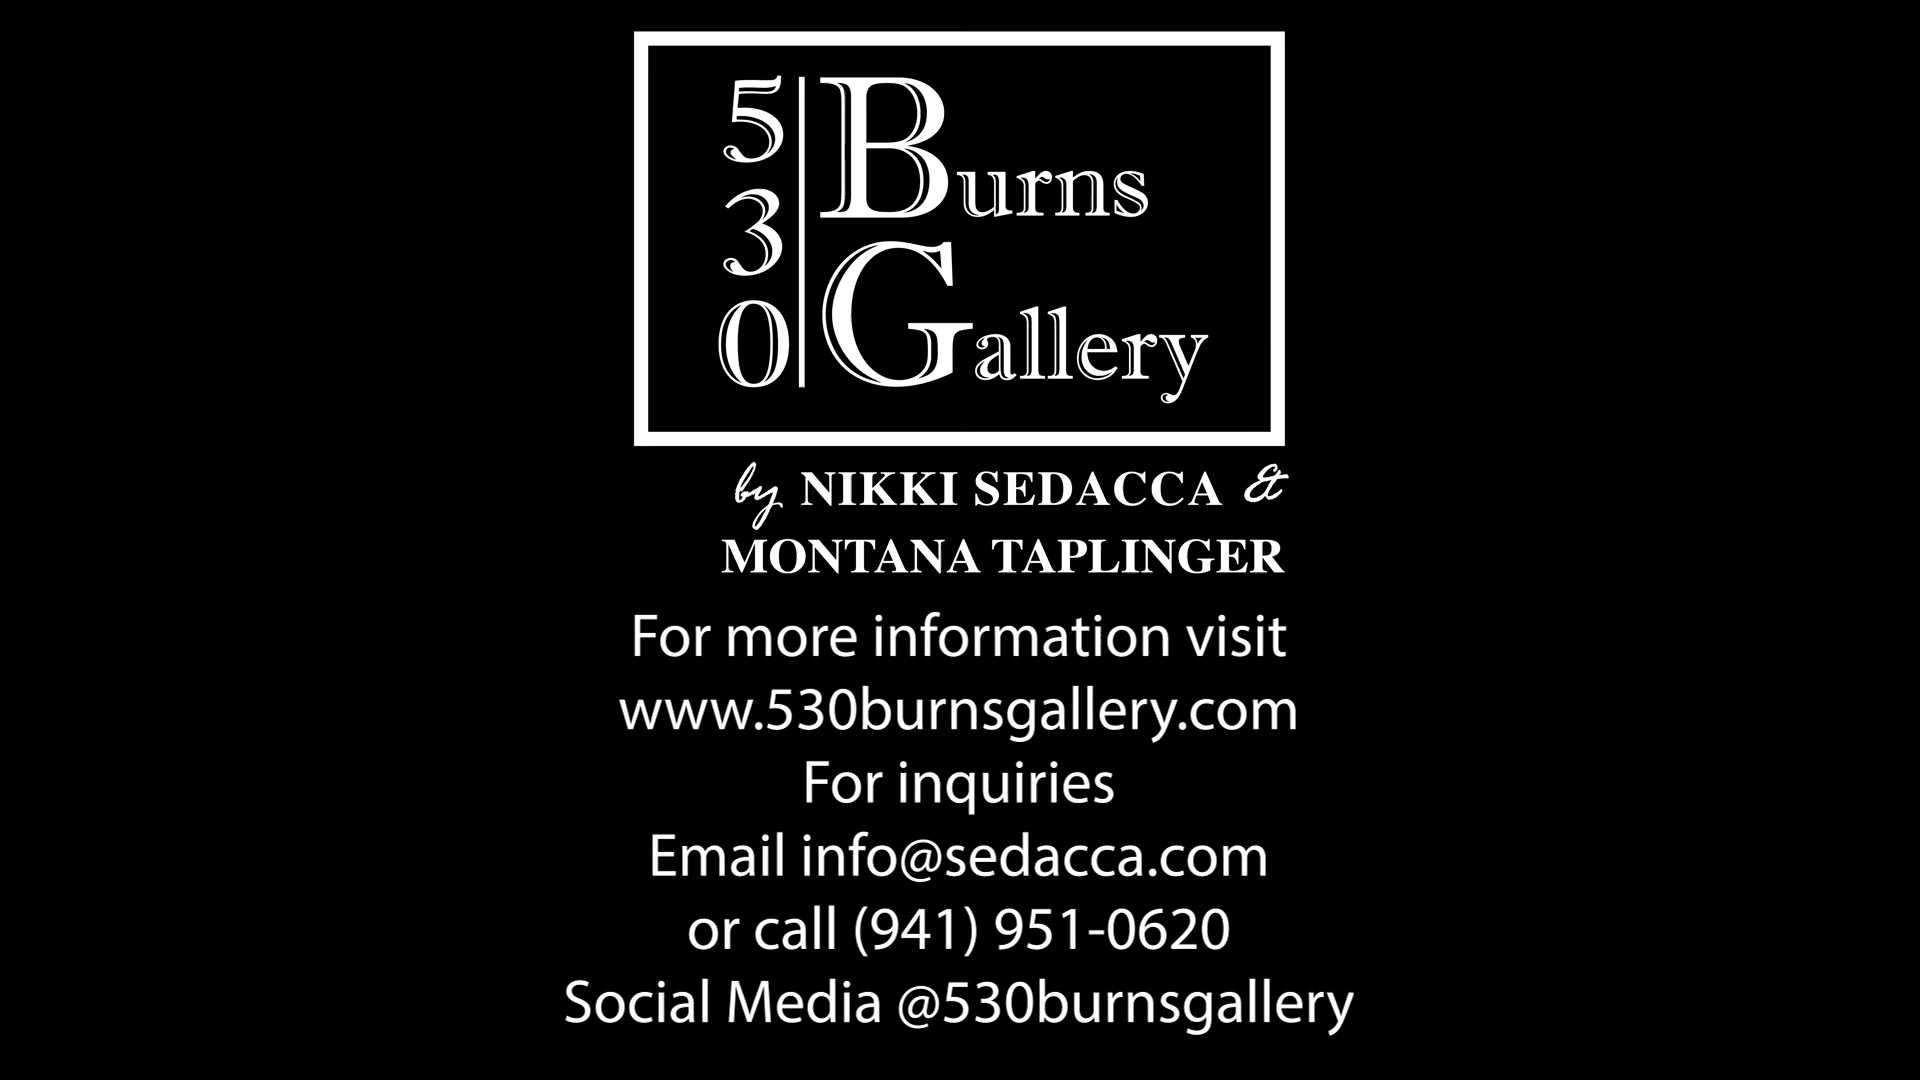 530 Burns
Gallery
by NIKKI SEDACCA &
MONTANA TAPLINGER
For more information visit
www.530burnsgallery.com
For inquiries
Email info@sedacca.com
or call (941) 951-0620
Social Media @530burnsgallery